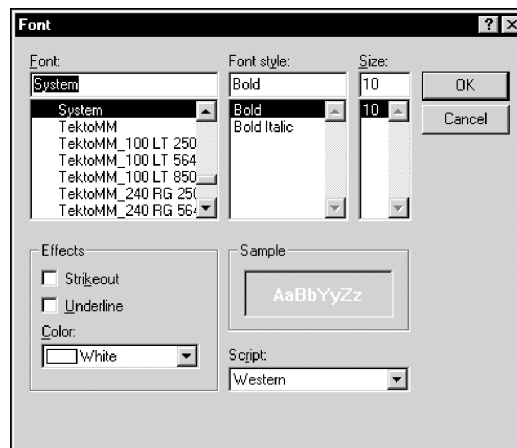 Font
Font: Font style: Size:
System Bold 10 OK
System Bold 10 Cancel
TektoMM Bold Italic
TektoMM_100 LT 250
TektoMM_100 LT 564
TektoMM_100 LT 850
TektoMM_240 RG 250
TektoMM_240 RG 564
Effects Sample
Strikeout AaBbYyZz
Underline
Color:
White
Script:
Western